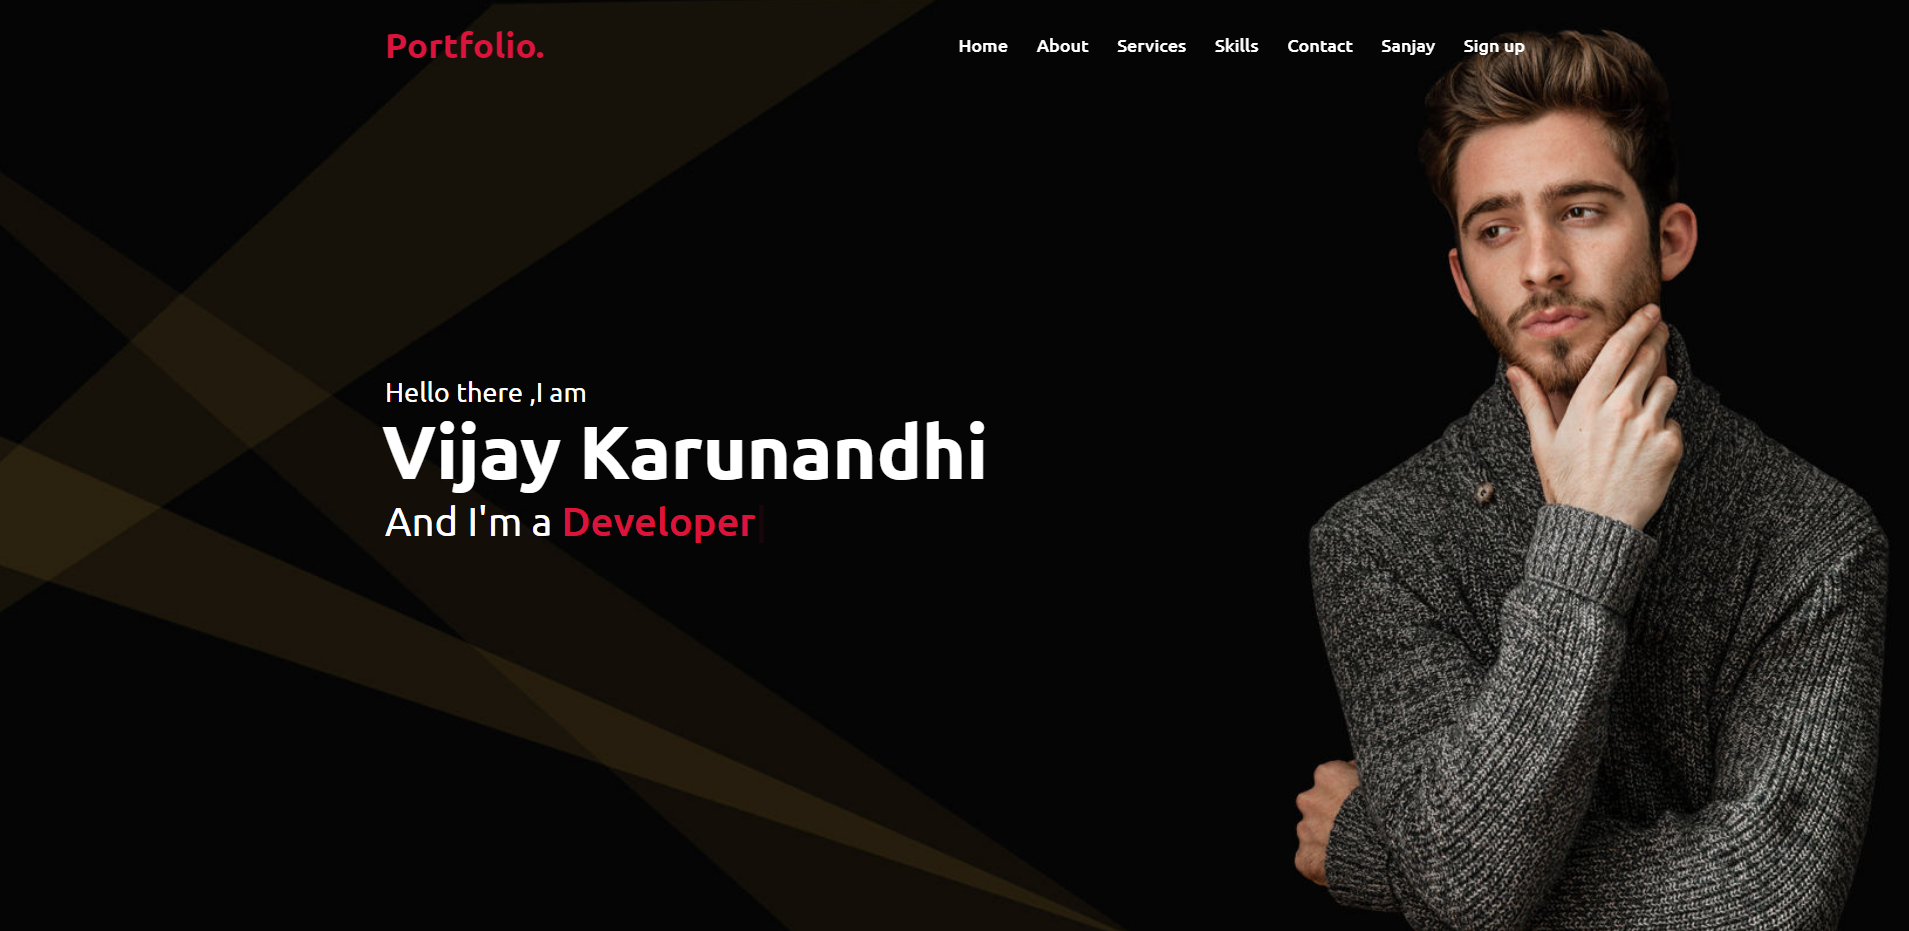 Portfolio.
Home About Services Skills Contact Sanjay Sign up
Hello there ,I am
Vijay Karunandhi
And I'm a Developer